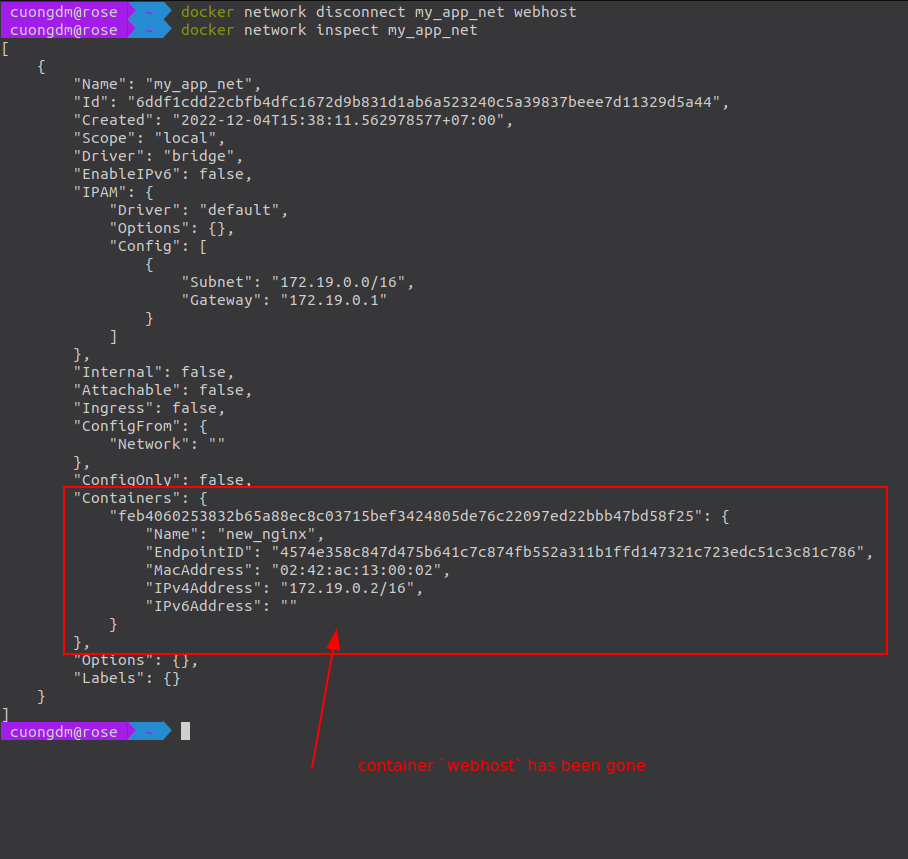 cuongdm@rose ~ docker network disconnect my_app_net webhost
cuongdm@rose ~ docker network inspect my_app_net
[
    {
        "Name": "my_app_net",
        "Id": "6ddf1cdd22cbfb4dfc1672d9b831d1ab6a523240c5a39837beee7d11329d5a44",
        "Created": "2022-12-04T15:38:11.562978577+07:00",
        "Scope": "local",
        "Driver": "bridge",
        "EnableIPv6": false,
        "IPAM": {
            "Driver": "default",
            "Options": {},
            "Config": [
                {
                    "Subnet": "172.19.0.0/16",
                    "Gateway": "172.19.0.1"
                }
            ]
        },
        "Internal": false,
        "Attachable": false,
        "Ingress": false,
        "ConfigFrom": {
            "Network": ""
        },
        "ConfigOnly": false,
        "Containers": {
            "feb4060253832b65a88ec8c03715bef3424805de76c22097ed22bbb47bd58f25": {
                "Name": "new_nginx",
                "EndpointID": "4574e358c847d475b641c7c874fb552a311b1ffd147321c723edc51c3c81c786",
                "MacAddress": "02:42:ac:13:00:02",
                "IPv4Address": "172.19.0.2/16",
                "IPv6Address": ""
            }
        },
        "Options": {},
        "Labels": {}
    }
]
cuongdm@rose ~
container `webhost` has been gone